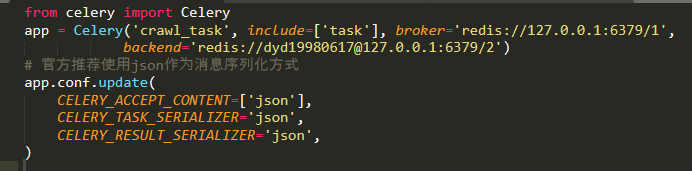 from celery import Celery
app = Celery('crawl_task', include=['task'], broker='redis://127.0.0.1:6379/1',
backend='redis://dyd19980617@127.0.0.1:6379/2')
# 官方推荐使用json作为消息序列化方式
app.conf.update(
CELERY_ACCEPT_CONTENT=['json'],
CELERY_TASK_SERIALIZER='json',
CELERY_RESULT_SERIALIZER='json',
)